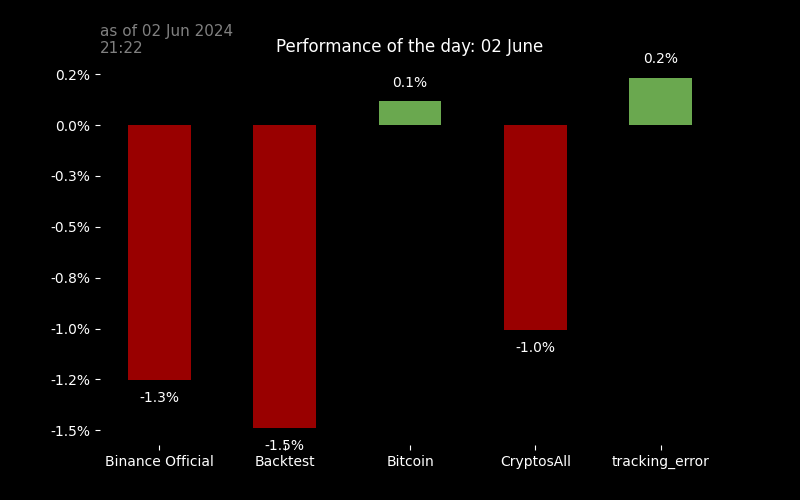 as of 02 Jun 2024
21:22
Performance of the day: 02 June
0.2%
0.2%
0.1%
0.0%
-0.3%
-0.5%
-0.8%
-1.0%
-1.0%
-1.2%
-1.3%
-1.5%
-1.5%
Binance Official
Backtest
Bitcoin
CryptosAll
tracking_error